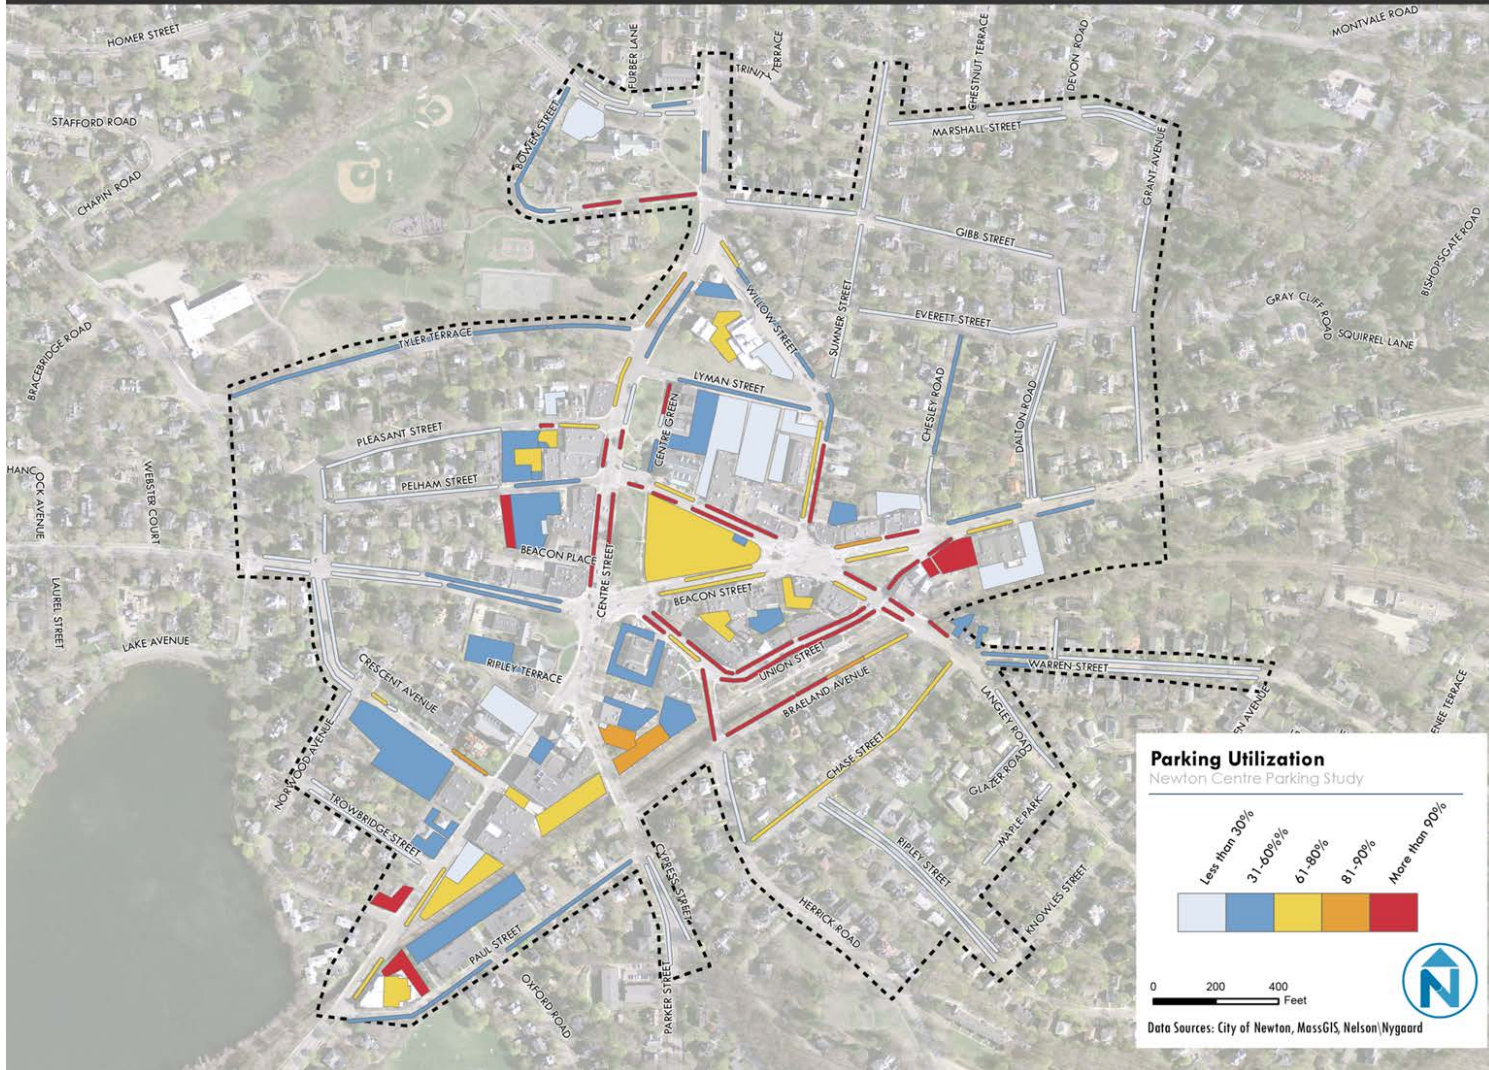 HOMER STREET
FURBER LANE
TRINITY TERRACE
CHESTNUT TERRACE
DEVON ROAD
MONTVALE ROAD
STAFFORD ROAD
BOWEN STREET
MARSHALL STREET
GRANT AVENUE
CHAPIN ROAD
GIBB STREET
BISHOPSGATE ROAD
BRACEBRIDGE ROAD
TYLER TERRACE
WILLOW STREET
SUMNER STREET
EVERETT STREET
GRAY CLIFF ROAD
SQUIRREL LANE
LYMAN STREET
CENTRE GREEN
CHESLEY ROAD
DALTON ROAD
PLEASANT STREET
PELHAM STREET
HANC
OCK AVENUE
WEBSTER COURT
BEACON PLACE
CENTRE STREET
BEACON STREET
LAUREL STREET
LAKE AVENUE
CRESCENT AVENUE
RIPLEY TERRACE
UNION STREET
BRAELAND AVENUE
WARREN STREET
LANGLEY ROAD
EN AVENUE
ENEE TERRACE
NORWOOD AVENUE
CHASE STREET
GLAZER ROAD
TROWBRIDGE STREET
MAPLE PARK
RIPLEY STREET
CYPRESS STREET
KNOWLES STREET
HERRICK ROAD
PAUL STREET
OXFORD ROAD
PARKER STREET
Parking Utilization
Newton Centre Parking Study
Less than 30%
31-60%%
61-80%
81-90%
More than 90%
0 200 400
Feet
N
Data Sources: City of Newton, MassGIS, Nelson\Nygaard